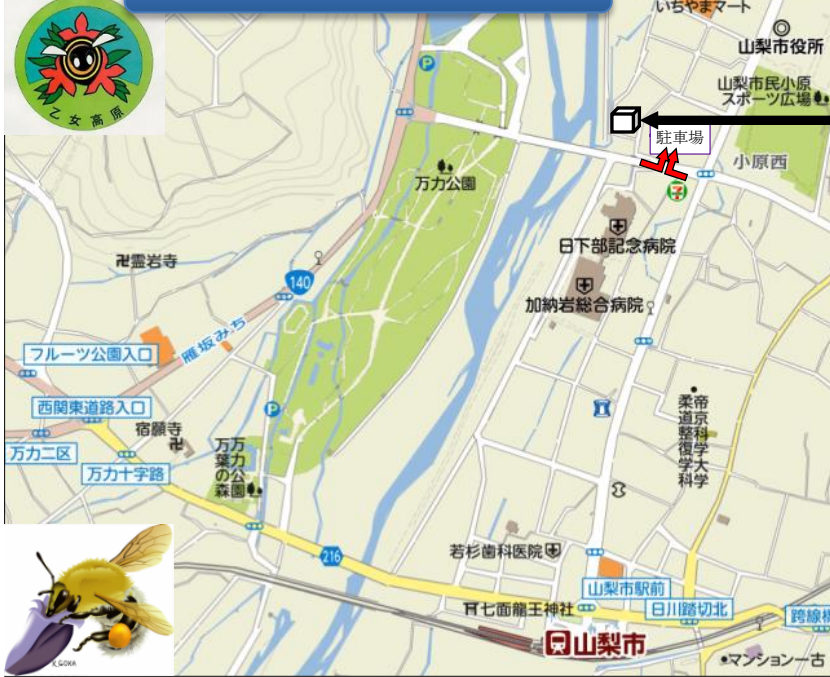 いちやまマート
山梨市役所
山梨市民小原
スポーツ広場
乙女高原
P
駐車場
小原西
7
万力公園
日下部記念病院
卍霊岩寺
140
加納岩総合病院
雁坂みち
フルーツ公園入口
西関東道路入口
P
宿願寺卍
万力二区
万力十字路
万力公園
万葉の森
帝京科学大学
柔道整復学科
216
若杉歯科医院
山梨市駅前
七面龍王神社
日川踏切北
跨線橋
山梨市
マンション一古
X_GOXA